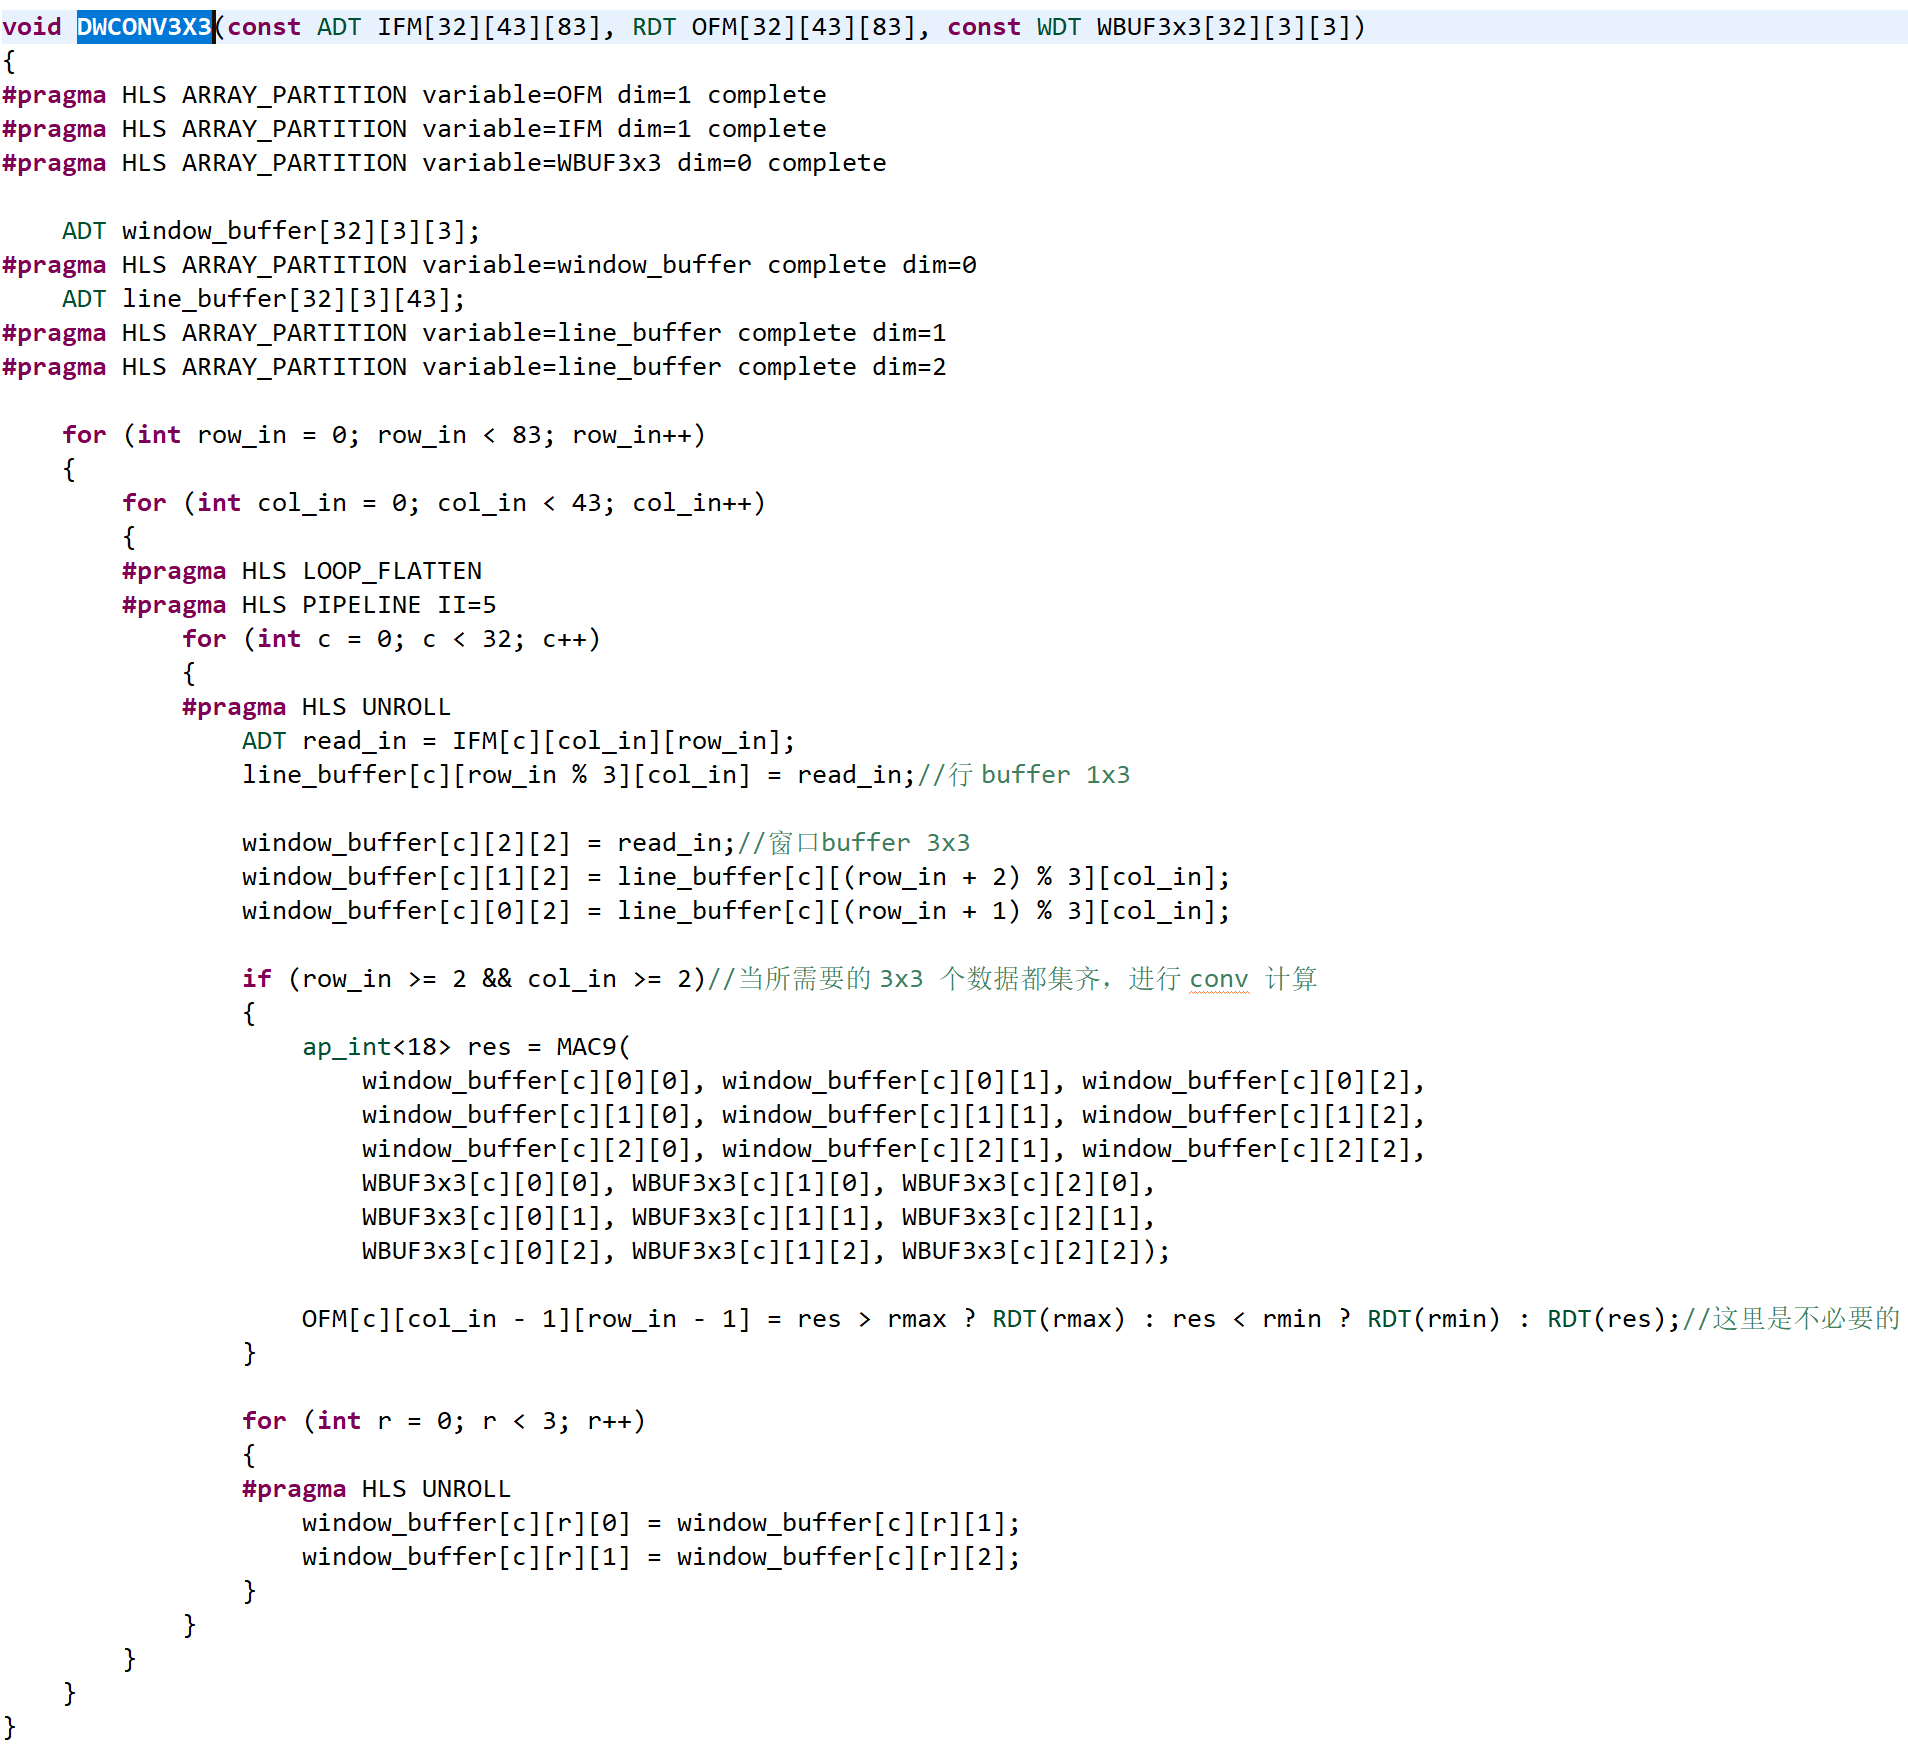 void DWCONV3X3(const ADT IFM[32][43][83], RDT OFM[32][43][83], const WDT WBUF3x3[32][3][3])
{
#pragma HLS ARRAY_PARTITION variable=OFM dim=1 complete
#pragma HLS ARRAY_PARTITION variable=IFM dim=1 complete
#pragma HLS ARRAY_PARTITION variable=WBUF3x3 dim=0 complete
    ADT window_buffer[32][3][3];
#pragma HLS ARRAY_PARTITION variable=window_buffer complete dim=0
    ADT line_buffer[32][3][43];
#pragma HLS ARRAY_PARTITION variable=line_buffer complete dim=1
#pragma HLS ARRAY_PARTITION variable=line_buffer complete dim=2
    for (int row_in = 0; row_in < 83; row_in++)
    {
        for (int col_in = 0; col_in < 43; col_in++)
        {
        #pragma HLS LOOP_FLATTEN
        #pragma HLS PIPELINE II=5
            for (int c = 0; c < 32; c++)
            {
            #pragma HLS UNROLL
                ADT read_in = IFM[c][col_in][row_in];
                line_buffer[c][row_in % 3][col_in] = read_in;//行buffer 1x3
                window_buffer[c][2][2] = read_in;//窗口buffer 3x3
                window_buffer[c][1][2] = line_buffer[c][(row_in + 2) % 3][col_in];
                window_buffer[c][0][2] = line_buffer[c][(row_in + 1) % 3][col_in];
                if (row_in >= 2 && col_in >= 2)//当所需要的3x3 个数据都集齐，进行conv 计算
                {
                    ap_int<18> res = MAC9(
                        window_buffer[c][0][0], window_buffer[c][0][1], window_buffer[c][0][2],
                        window_buffer[c][1][0], window_buffer[c][1][1], window_buffer[c][1][2],
                        window_buffer[c][2][0], window_buffer[c][2][1], window_buffer[c][2][2],
                        WBUF3x3[c][0][0], WBUF3x3[c][1][0], WBUF3x3[c][2][0],
                        WBUF3x3[c][0][1], WBUF3x3[c][1][1], WBUF3x3[c][2][1],
                        WBUF3x3[c][0][2], WBUF3x3[c][1][2], WBUF3x3[c][2][2]);
                    OFM[c][col_in - 1][row_in - 1] = res > rmax ? RDT(rmax) : res < rmin ? RDT(rmin) : RDT(res);//这里是不必要的
                }
                for (int r = 0; r < 3; r++)
                {
                #pragma HLS UNROLL
                    window_buffer[c][r][0] = window_buffer[c][r][1];
                    window_buffer[c][r][1] = window_buffer[c][r][2];
                }
            }
        }
    }
}